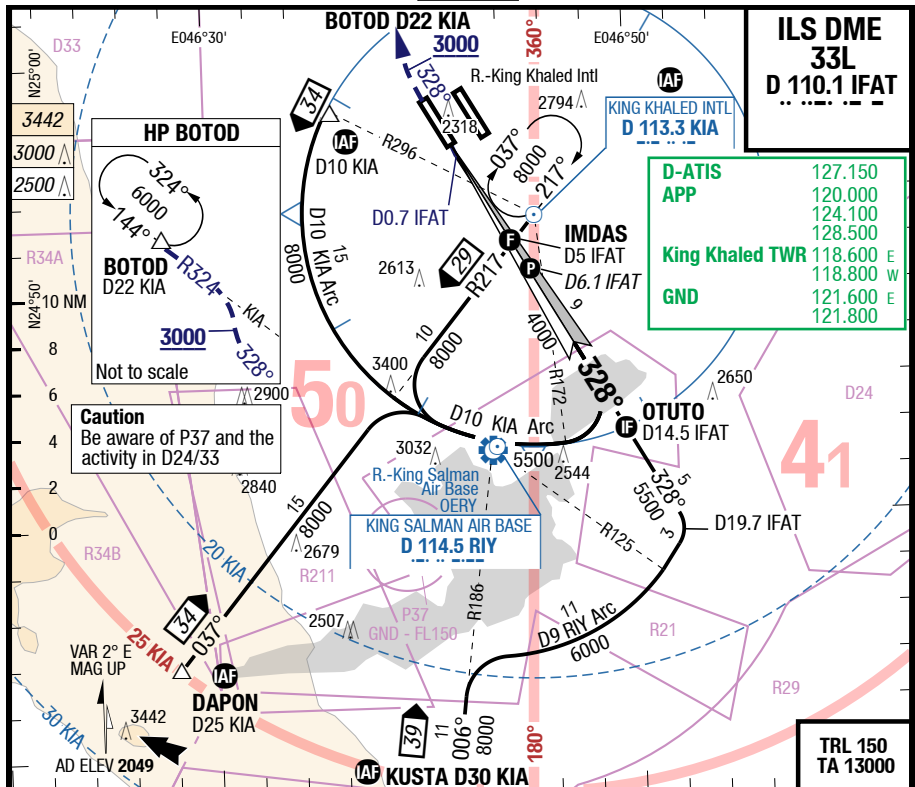 BOTOD D22 KIA
3000
328°
360°
E046°30'
E046°50'
D33
N25°00'
ILS DME
33L
D 110.1 IFAT
3442
3000
2500
R.-King Khaled Intl
2794
2318
IAF
KING KHALED INTL
D 113.3 KIA
34
IAF
D10 KIA
R296
037°
8000
217°
HP BOTOD
324°
6000
144°
BOTOD
D22 KIA
R324
KIA
3000
328°
Not to scale
D-ATIS 127.150
APP 120.000
124.100
128.500
King Khaled TWR 118.600 E
118.800 W
GND 121.600 E
121.800
D0.7 IFAT
D10 KIA Arc
15
8000
R34A
F
IMDAS
D5 IFAT
P
D6.1 IFAT
29
R217
2613
N24°50'
10 NM
8
6
4
2
0
9
4000
10
8000
3400
R172
328°
2650
D24
2900
50
41
Caution
Be aware of P37 and the
activity in D24/33
D10 KIA Arc
IF
OTUTO
D14.5 IFAT
5500
2544
3032
R.-King Salman
Air Base
OERY
KING SALMAN AIR BASE
D 114.5 RIY
5
328°
5500
3
D19.7 IFAT
R125
2840
15
8000
2679
20 KIA
R34B
R211
R186
P37
GND - FL150
2507
11
D9 RIY Arc
6000
R21
R29
34
037°
25 KIA
IAF
DAPON
D25 KIA
VAR 2° E
MAG UP
3442
30 KIA
AD ELEV 2049
39
11
006°
8000
180°
IAF
KUSTA D30 KIA
TRL 150
TA 13000